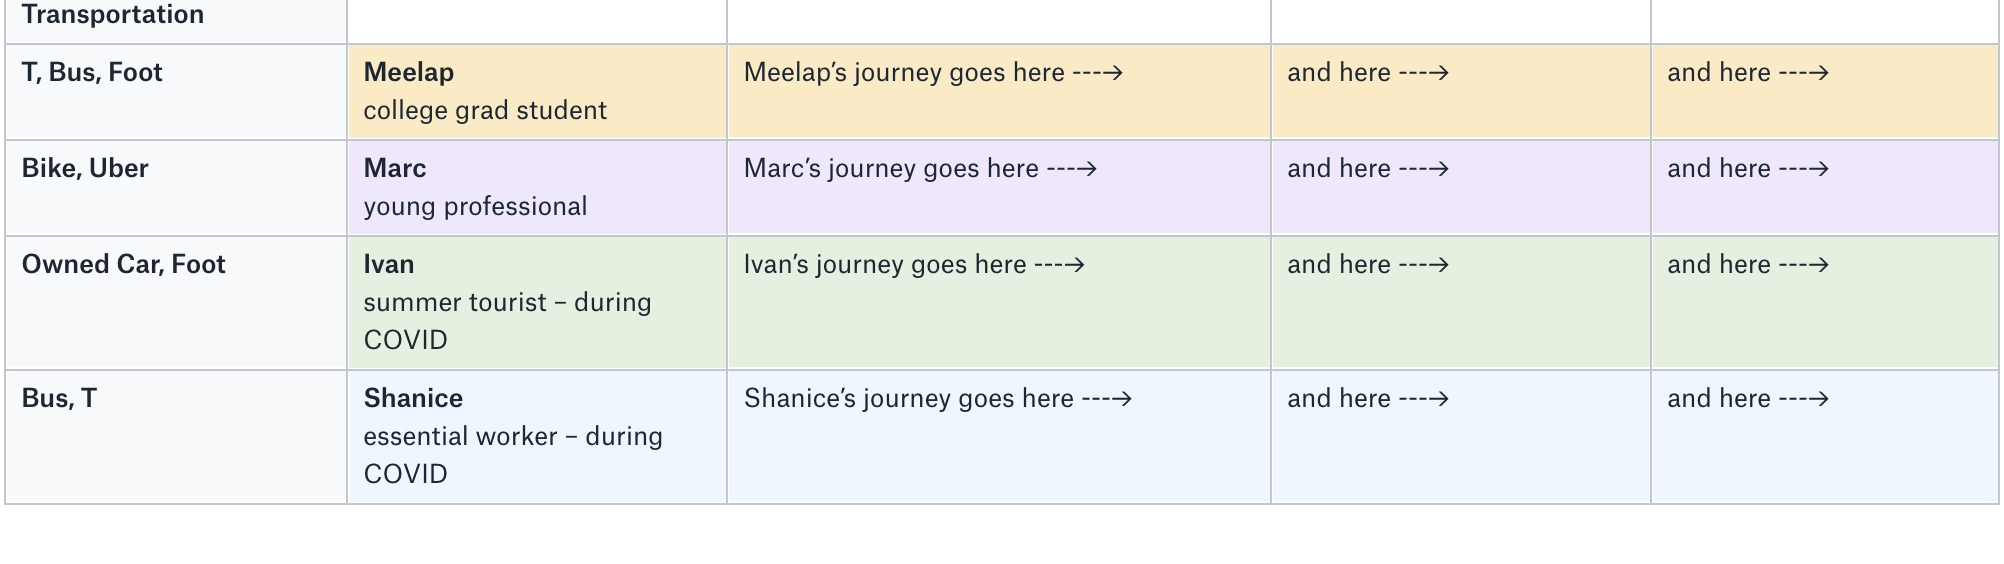 Transportation
T, Bus, Foot
Meelap
college grad student
Meelap’s journey goes here ---→
and here ---→
and here ---→
Bike, Uber
Marc
young professional
Marc’s journey goes here ---→
and here ---→
and here ---→
Owned Car, Foot
Ivan
summer tourist – during
COVID
Ivan’s journey goes here ---→
and here ---→
and here ---→
Bus, T
Shanice
essential worker – during
COVID
Shanice’s journey goes here ---→
and here ---→
and here ---→